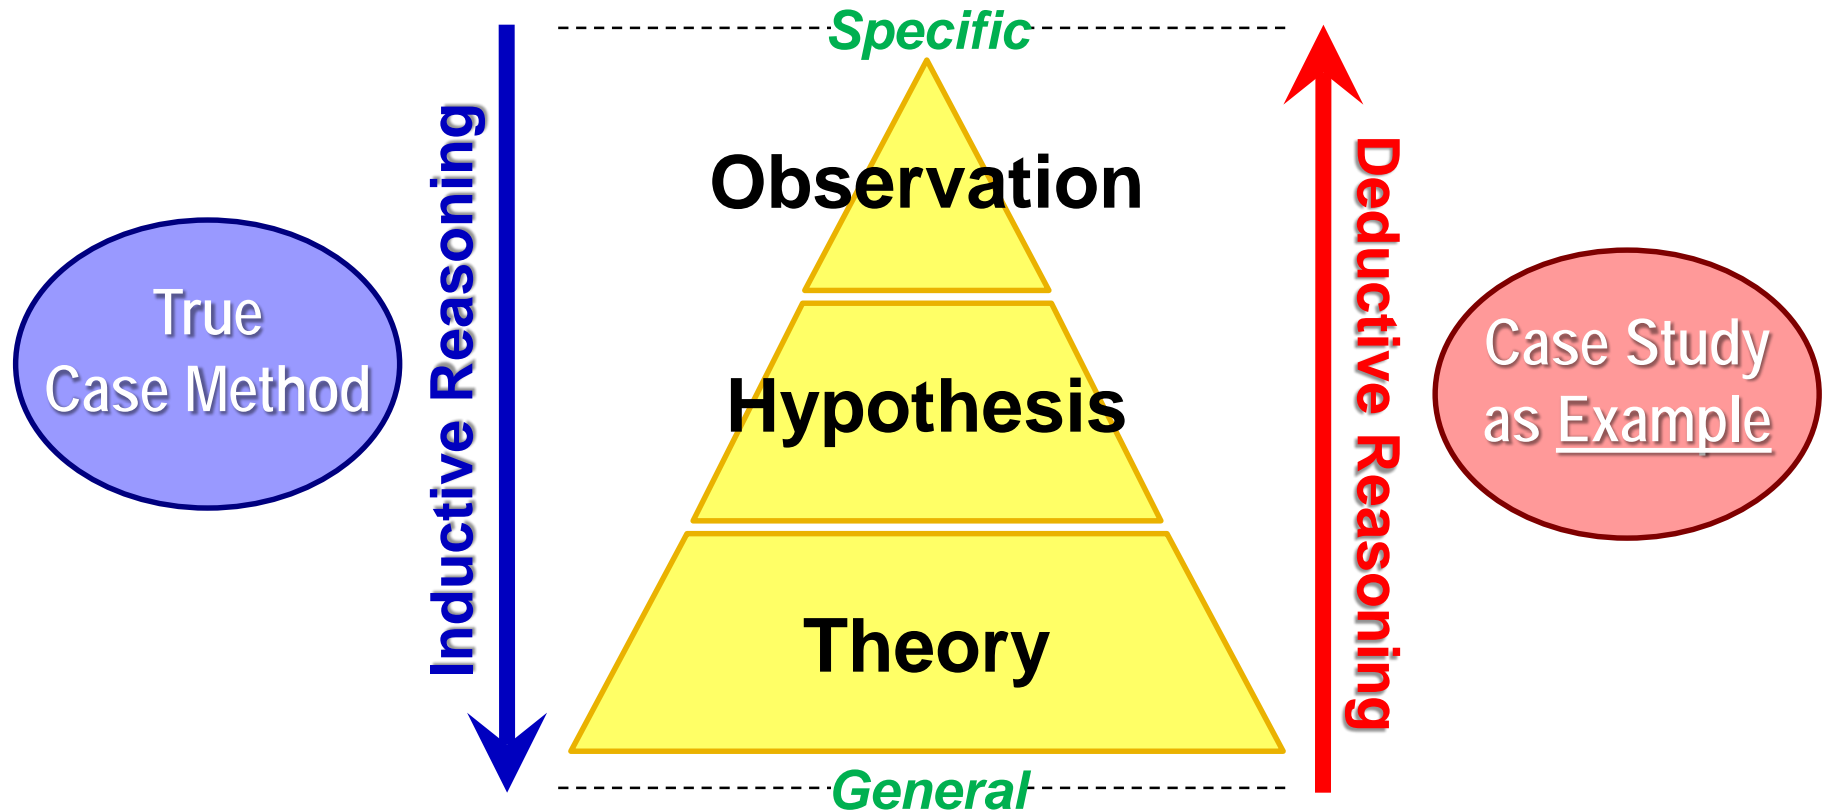 Specific
Inductive Reasoning
Observation
Hypothesis
Theory
General
True
Case Method
Deductive Reasoning
Case Study
as Example